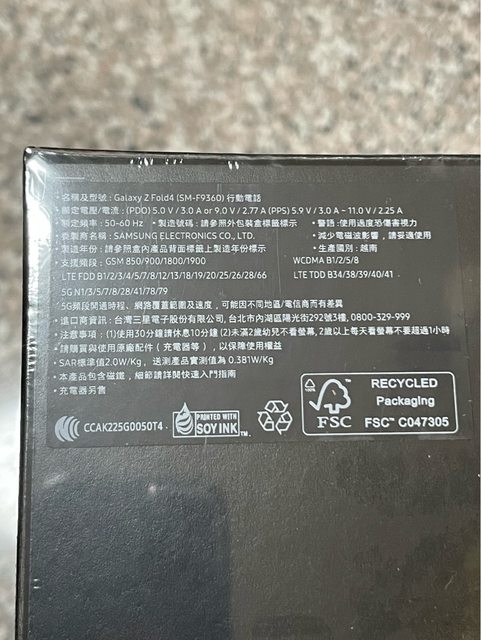 • 名稱及型號: Galaxy Z Fold4 (SM-F9360) 行動電話
• 額定電壓/電流: (PDO) 5.0 V / 3.0 A or 9.0 V / 2.77 A (PPS) 5.9 V / 3.0 A ~ 11.0 V / 2.25 A
• 額定頻率: 50-60 Hz • 製造號碼: 請參照外包裝盒標籤標示 • 警語:使用過度恐傷害視力
• 製造商名稱: SAMSUNG ELECTRONICS CO., LTD. • 減少電磁波影響,請妥適使用
• 製造年份: 請參照盒內產品背面標籤上製造年份標示 • 生產國別: 越南
• 支援頻段: GSM 850/900/1800/1900 WCDMA B1/2/5/8
LTE FDD B1/2/3/4/5/7/8/12/13/18/19/20/25/26/28/66 LTE TDD B34/38/39/40/41
5G N1/3/5/7/8/28/41/78/79
5G頻段開通時程、網路覆蓋範圍及速度,可能因不同地區/電信商而有差異
• 進口商資訊: 台灣三星電子股份有限公司, 台北市內湖區陽光街292號3樓, 0800-329-999
• 注意事項: (1)使用30分鐘請休息10分鐘 (2)未滿2歲幼兒不看螢幕,2歲以上每天看螢幕不要超過1小時
• 請購買與使用原廠配件(充電器等),以保障使用權益
• SAR標準值2.0W/Kg, 送測產品實測值為 0.381W/Kg
• 本產品包含磁鐵,細節請詳閱快速入門指南
• 充電器另售
CCAK225G0050T4
PRINTED WITH
SOY INK™
FSC
RECYCLED
Packaging
FSC™ C047305